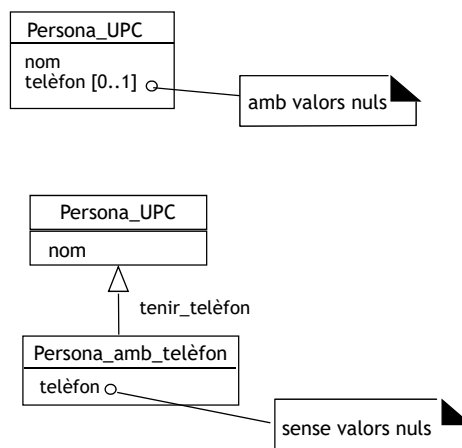 Persona_UPC
nom
telèfon [0..1]
amb valors nuls
Persona_UPC
nom
tenir_telèfon
Persona_amb_telèfon
telèfon
sense valors nuls